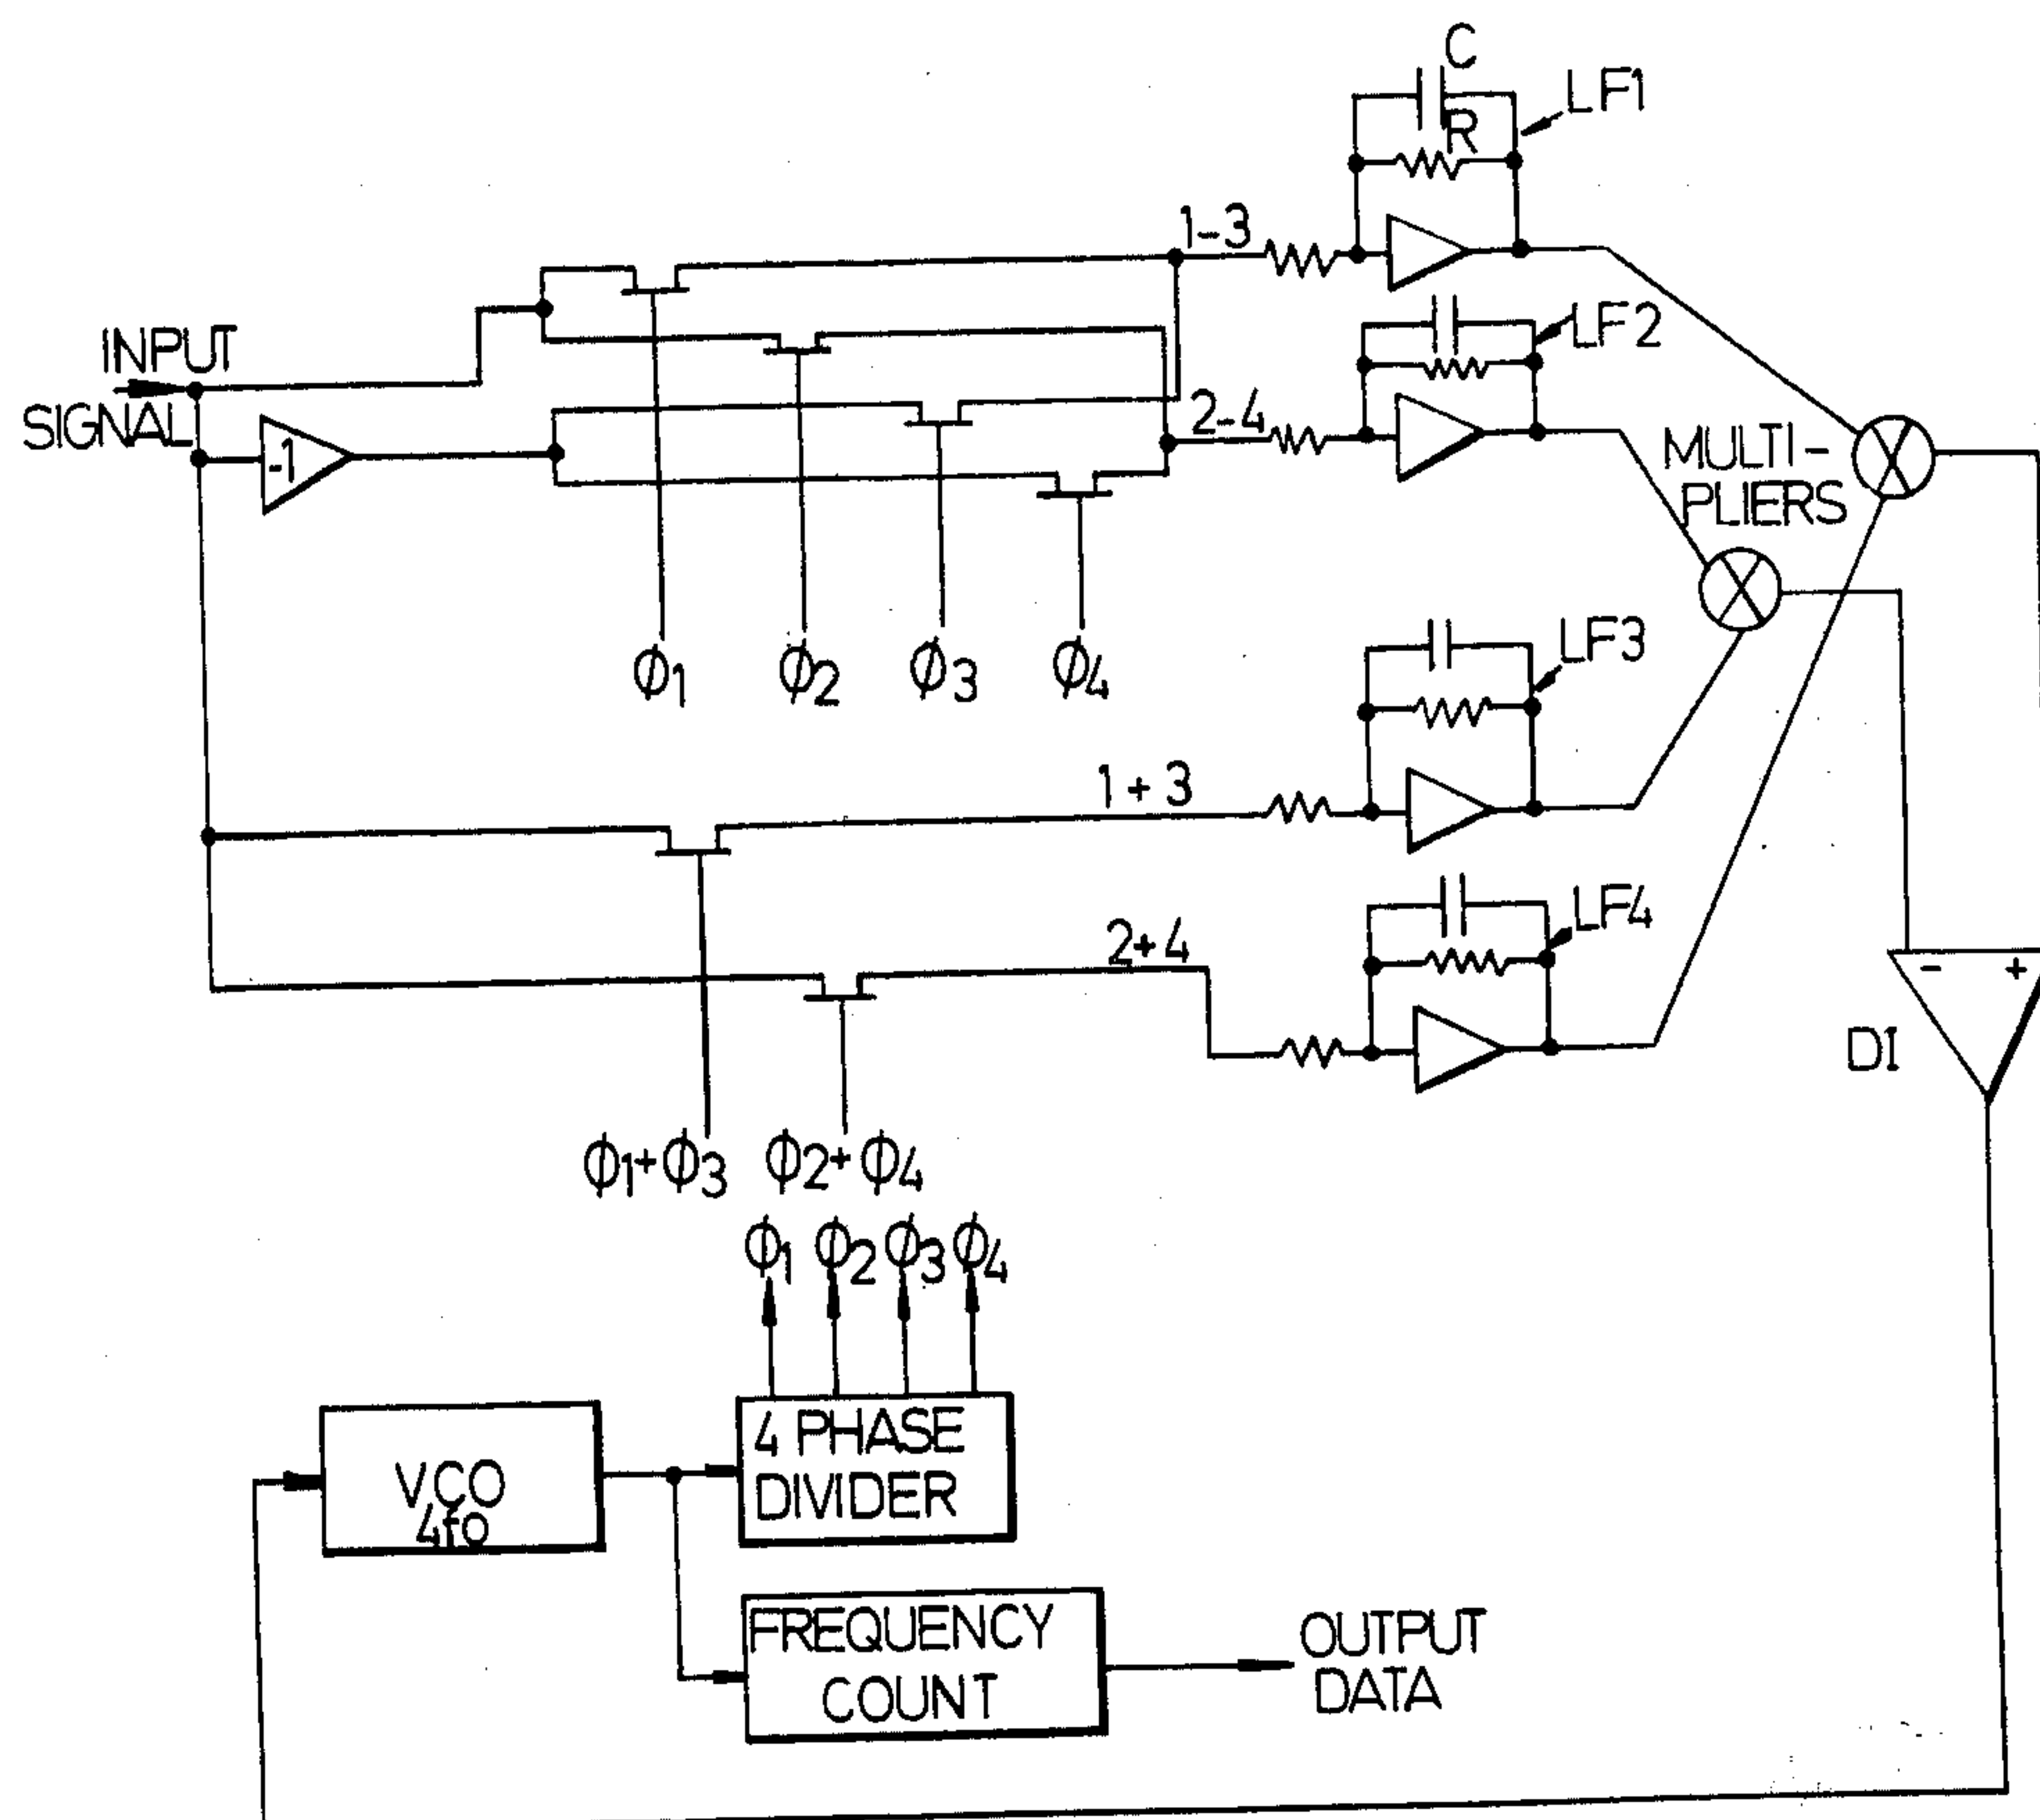 C
R
LF1
1-3
INPUT
SIGNAL
-1
LF2
2-4
MULTI-
PLIERS
ϕ1
ϕ2
ϕ3
ϕ4
LF3
1+3
LF4
2+4
- +
DI
ϕ1+ϕ3
ϕ2+ϕ4
ϕ1 ϕ2 ϕ3 ϕ4
4 PHASE
DIVIDER
VCO
4fo
FREQUENCY
COUNT
OUTPUT
DATA